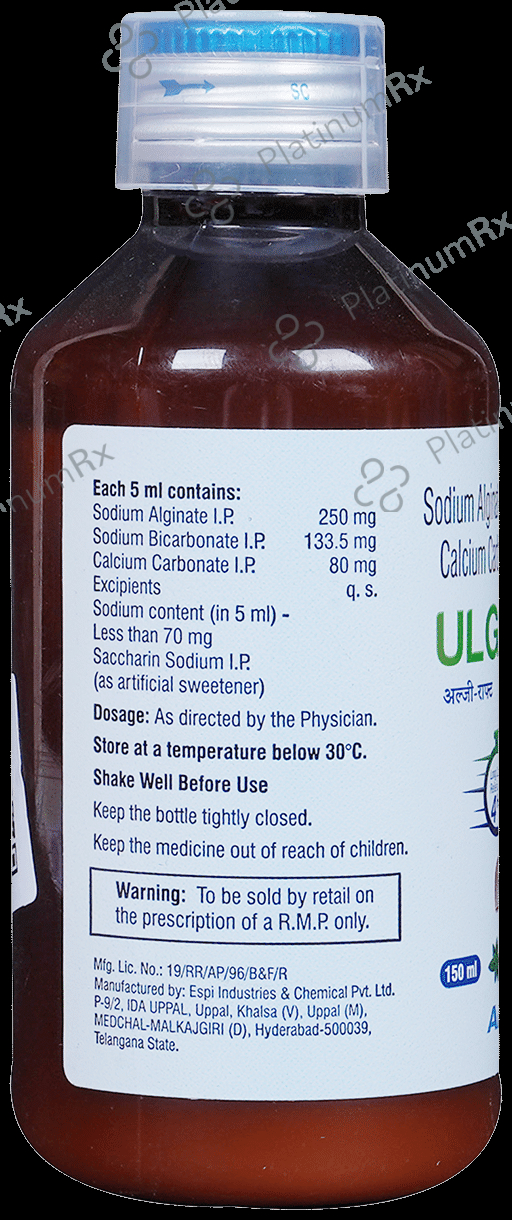 SC
Each 5 ml contains:
Sodium Alginate I.P. 250 mg
Sodium Bicarbonate I.P. 133.5 mg
Calcium Carbonate I.P. 80 mg
Excipients q. s.
Sodium content (in 5 ml) -
Less than 70 mg
Saccharin Sodium I.P.
(as artificial sweetener)
Dosage: As directed by the Physician.
Store at a temperature below 30°C.
Shake Well Before Use
Keep the bottle tightly closed.
Keep the medicine out of reach of children.
Warning: To be sold by retail on
the prescription of a R.M.P. only.
Mfg. Lic. No.: 19/RR/AP/96/B&F/R
Manufactured by: Espi Industries & Chemical Pvt. Ltd.
P-9/2, IDA UPPAL, Uppal, Khalsa (V), Uppal (M),
MEDCHAL-MALKAJGIRI (D), Hyderabad-500039,
Telangana State.
Sodium Algina
Calcium Car
ULG
अल्जी-राफ्ट
150 ml
PlatinumRx
PlatinumRx
PlatinumRx